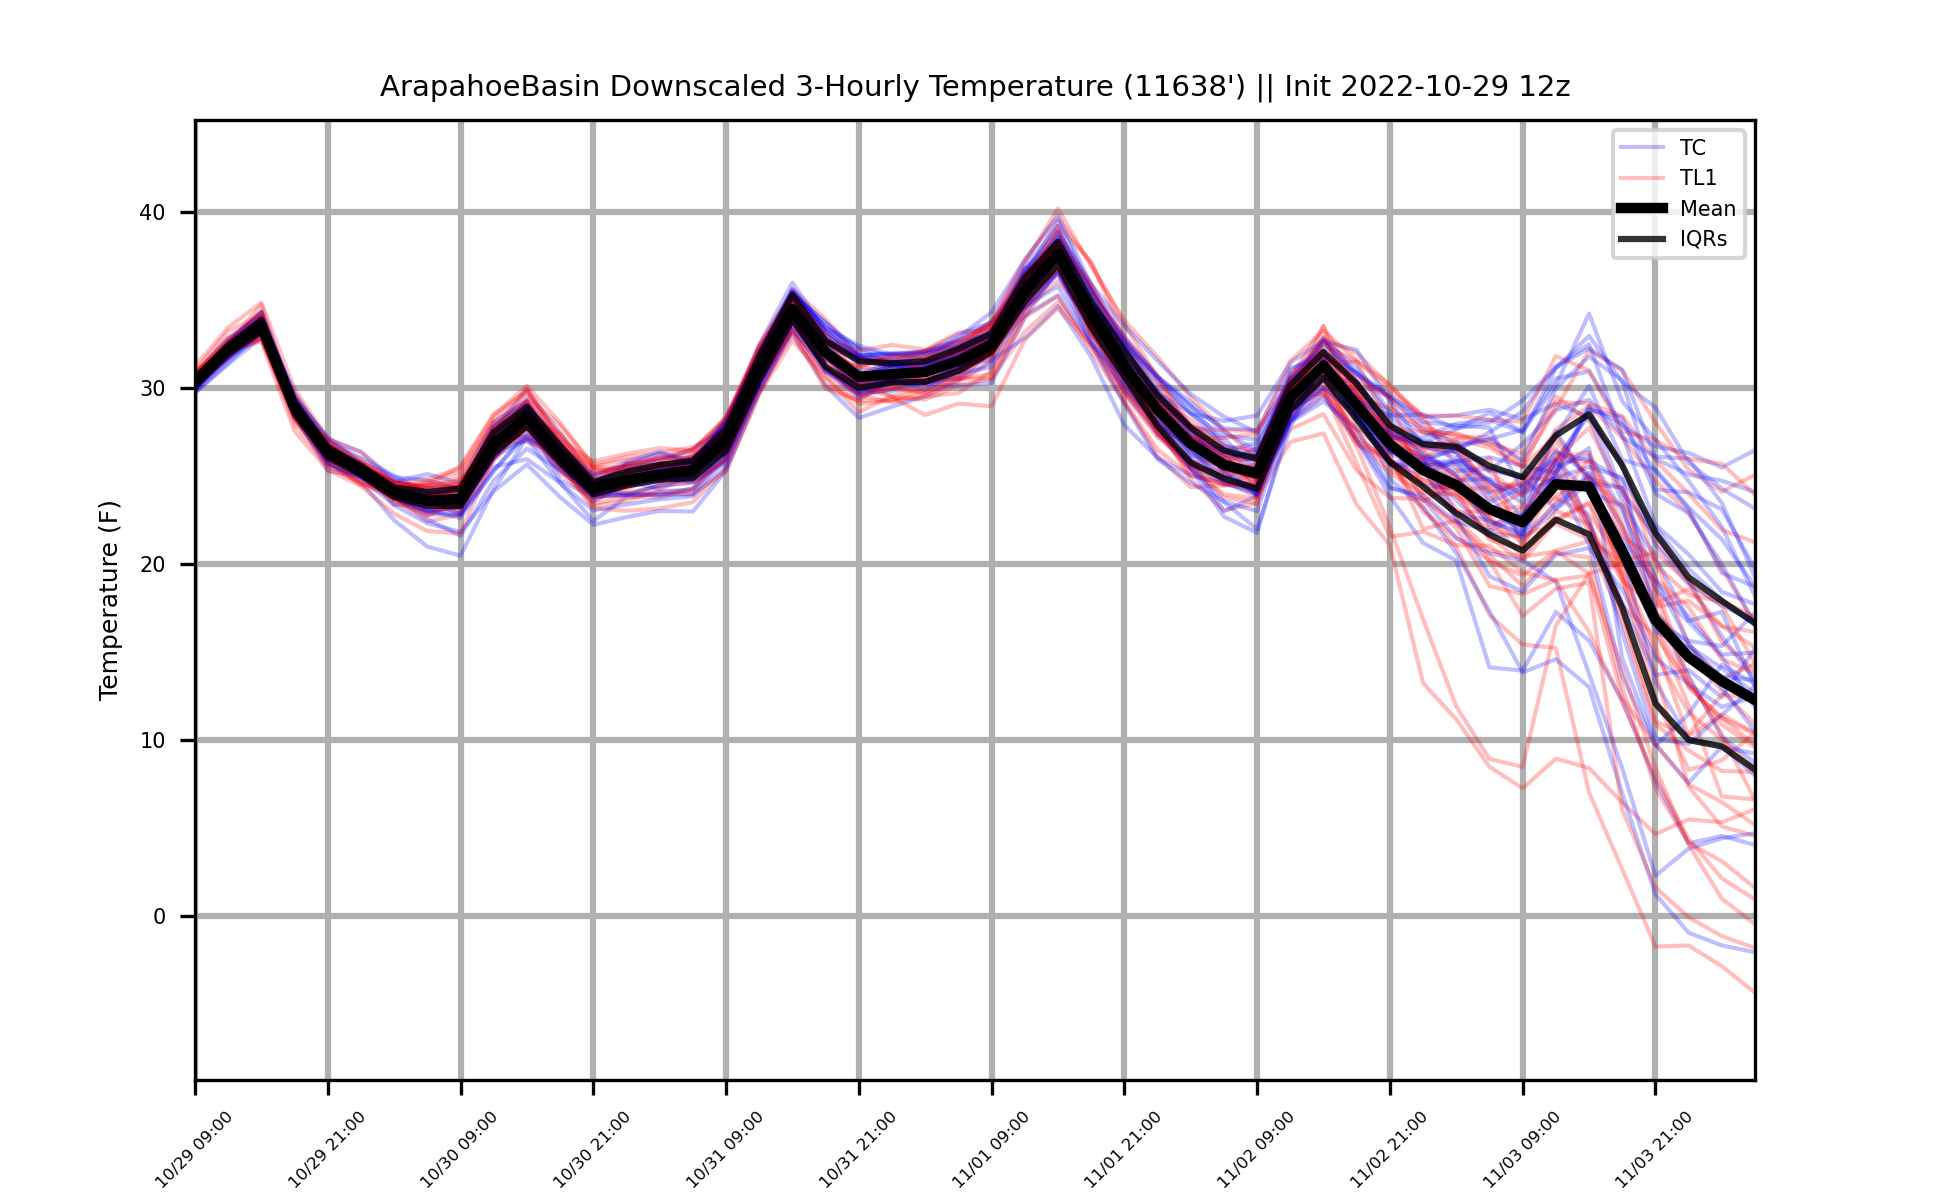 ArapahoeBasin Downscaled 3-Hourly Temperature (11638') || Init 2022-10-29 12z
TC
TL1
Mean
IQRs
Temperature (F)
40
30
20
10
0
10/29 09:00
10/29 21:00
10/30 09:00
10/30 21:00
10/31 09:00
10/31 21:00
11/01 09:00
11/01 21:00
11/02 09:00
11/02 21:00
11/03 09:00
11/03 21:00